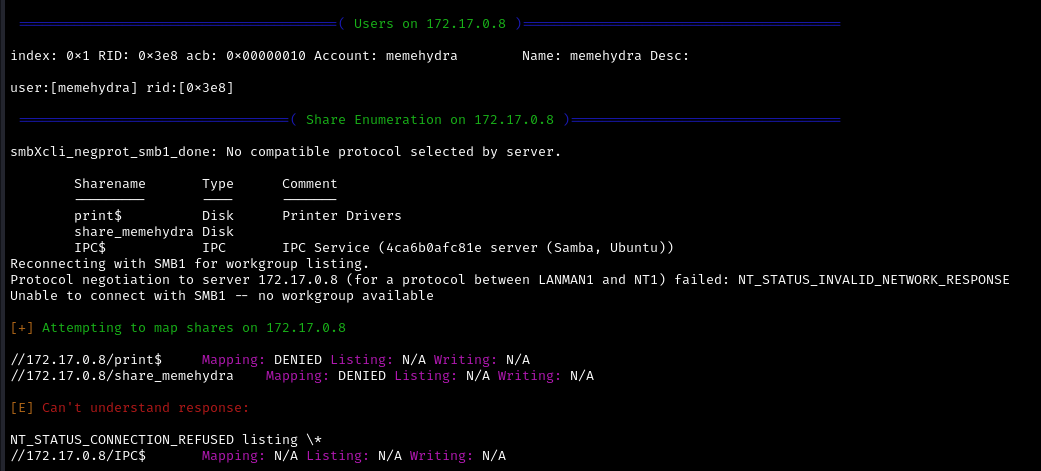 ( Users on 172.17.0.8 )
index: 0×1 RID: 0×3e8 acb: 0×00000010 Account: memehydra Name: memehydra Desc:
user:[memehydra] rid:[0×3e8]
( Share Enumeration on 172.17.0.8 )
smbXcli_negprot_smb1_done: No compatible protocol selected by server.
Sharename Type Comment
print$ Disk Printer Drivers
share_memehydra Disk
IPC$ IPC IPC Service (4ca6b0afc81e server (Samba, Ubuntu))
Reconnecting with SMB1 for workgroup listing.
Protocol negotiation to server 172.17.0.8 (for a protocol between LANMAN1 and NT1) failed: NT_STATUS_INVALID_NETWORK_RESPONSE
Unable to connect with SMB1 -- no workgroup available
[+] Attempting to map shares on 172.17.0.8
//172.17.0.8/print$ Mapping: DENIED Listing: N/A Writing: N/A
//172.17.0.8/share_memehydra Mapping: DENIED Listing: N/A Writing: N/A
[E] Can't understand response:
NT_STATUS_CONNECTION_REFUSED listing \*
//172.17.0.8/IPC$ Mapping: N/A Listing: N/A Writing: N/A